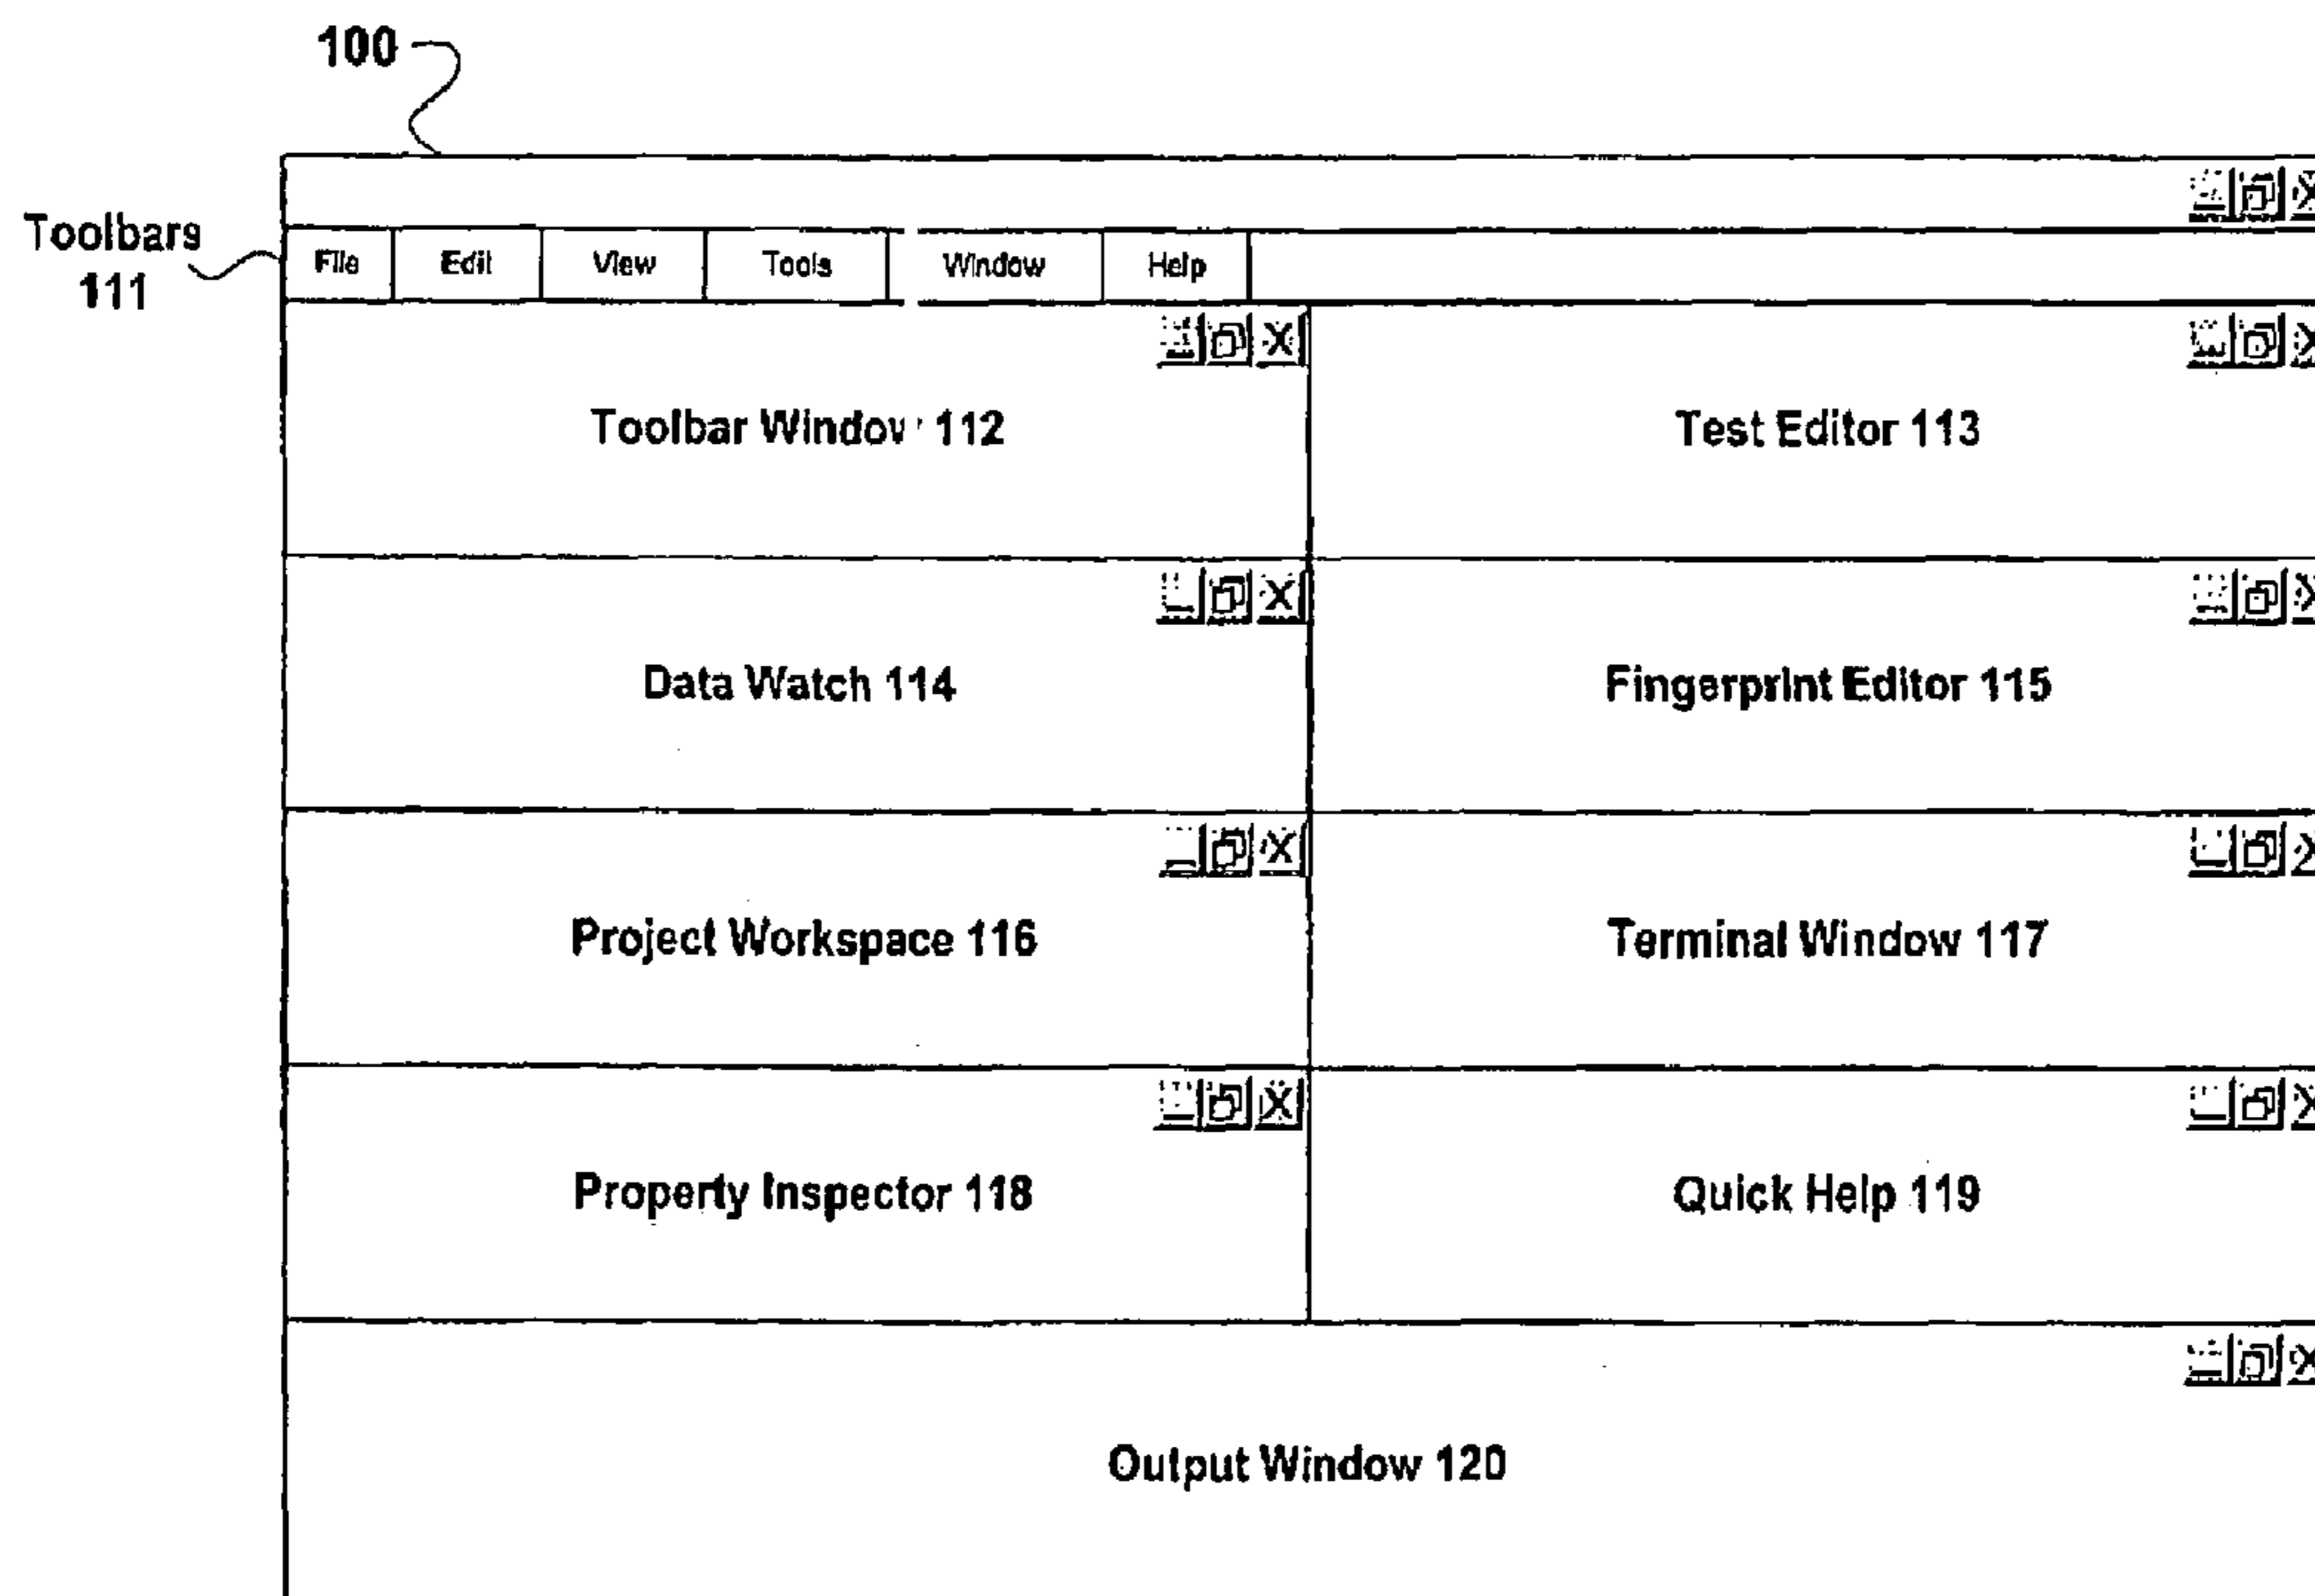 100
Toolbars
111
File Edit View Tools Window Help
Toolbar Window 112
Test Editor 113
Data Watch 114
Fingerprint Editor 115
Project Workspace 116
Terminal Window 117
Property Inspector 118
Quick Help 119
Output Window 120